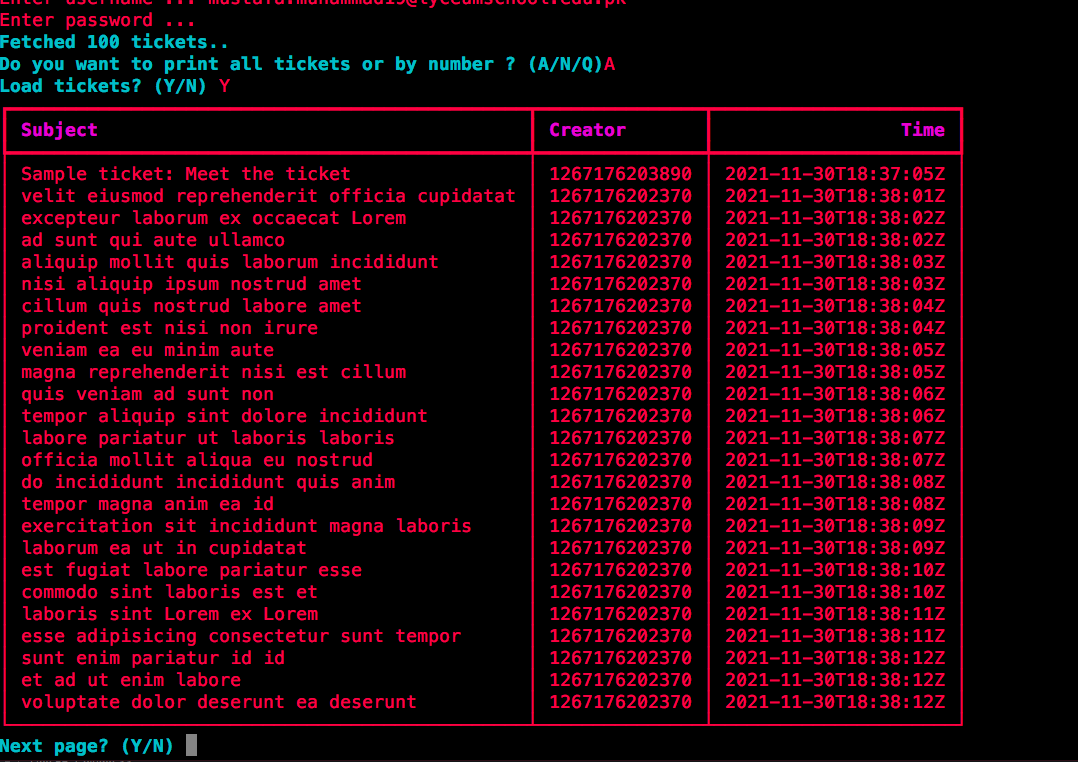 Enter username ... mustafa.muhammad19@lyceumschool.edu.pk
Enter password ...
Fetched 100 tickets..
Do you want to print all tickets or by number ? (A/N/Q)A
Load tickets? (Y/N) Y
Subject Creator Time
Sample ticket: Meet the ticket 1267176203890 2021-11-30T18:37:05Z
velit eiusmod reprehenderit officia cupidatat 1267176202370 2021-11-30T18:38:01Z
excepteur laborum ex occaecat Lorem 1267176202370 2021-11-30T18:38:02Z
ad sunt qui aute ullamco 1267176202370 2021-11-30T18:38:02Z
aliquip mollit quis laborum incididunt 1267176202370 2021-11-30T18:38:03Z
nisi aliquip ipsum nostrud amet 1267176202370 2021-11-30T18:38:03Z
cillum quis nostrud labore amet 1267176202370 2021-11-30T18:38:04Z
proident est nisi non irure 1267176202370 2021-11-30T18:38:04Z
veniam ea eu minim aute 1267176202370 2021-11-30T18:38:05Z
magna reprehenderit nisi est cillum 1267176202370 2021-11-30T18:38:05Z
quis veniam ad sunt non 1267176202370 2021-11-30T18:38:06Z
tempor aliquip sint dolore incididunt 1267176202370 2021-11-30T18:38:06Z
labore pariatur ut laboris laboris 1267176202370 2021-11-30T18:38:07Z
officia mollit aliqua eu nostrud 1267176202370 2021-11-30T18:38:07Z
do incididunt incididunt quis anim 1267176202370 2021-11-30T18:38:08Z
tempor magna anim ea id 1267176202370 2021-11-30T18:38:08Z
exercitation sit incididunt magna laboris 1267176202370 2021-11-30T18:38:09Z
laborum ea ut in cupidatat 1267176202370 2021-11-30T18:38:09Z
est fugiat labore pariatur esse 1267176202370 2021-11-30T18:38:10Z
commodo sint laboris est et 1267176202370 2021-11-30T18:38:10Z
laboris sint Lorem ex Lorem 1267176202370 2021-11-30T18:38:11Z
esse adipisicing consectetur sunt tempor 1267176202370 2021-11-30T18:38:11Z
sunt enim pariatur id id 1267176202370 2021-11-30T18:38:12Z
et ad ut enim labore 1267176202370 2021-11-30T18:38:12Z
voluptate dolor deserunt ea deserunt 1267176202370 2021-11-30T18:38:12Z
Next page? (Y/N)